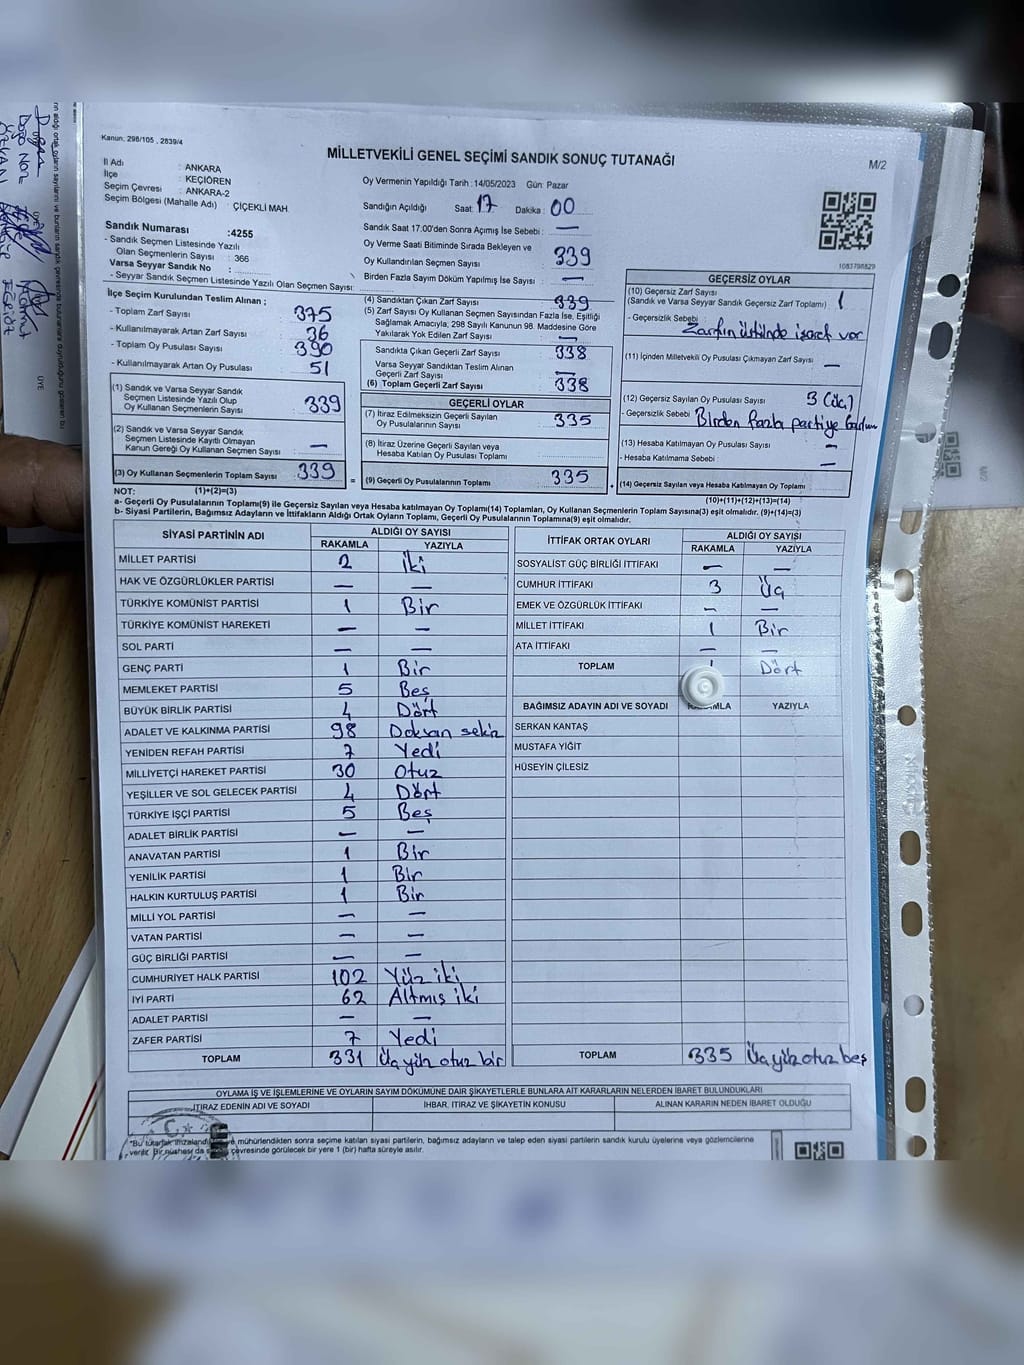 Kanun: 298/105 , 2839/4
MİLLETVEKİLİ GENEL SEÇİMİ SANDIK SONUÇ TUTANAĞI
M/2
İl Adı : ANKARA
İlçe : KEÇİÖREN
Seçim Çevresi : ANKARA-2
Seçim Bölgesi (Mahalle Adı) : ÇİÇEKLİ MAH.
Oy Vermenin Yapıldığı Tarih : 14/05/2023 Gün: Pazar
Sandığın Açıldığı Saat: 17 Dakika : 00
Sandık Saat 17.00'den Sonra Açılmış İse Sebebi : —
Oy Verme Saati Bitiminde Sırada Bekleyen ve
Oy Kullandırılan Seçmen Sayısı : 339
Birden Fazla Sayım Döküm Yapılmış İse Sayısı : —
Sandık Numarası :4255
- Sandık Seçmen Listesinde Yazılı
Olan Seçmenlerin Sayısı : 366
Varsa Seyyar Sandık No :
- Seyyar Sandık Seçmen Listesinde Yazılı Olan Seçmen Sayısı:
1083798829
İlçe Seçim Kurulundan Teslim Alınan ;
- Toplam Zarf Sayısı : 375
- Kullanılmayarak Artan Zarf Sayısı : 36
- Toplam Oy Pusulası Sayısı : 390
- Kullanılmayarak Artan Oy Pusulası : 51
(1) Sandık ve Varsa Seyyar Sandık
Seçmen Listesinde Yazılı Olup
Oy Kullanan Seçmenlerin Sayısı : 339
(2) Sandık ve Varsa Seyyar Sandık
Seçmen Listesinde Kayıtlı Olmayan
Kanun Gereği Oy Kullanan Seçmen Sayısı : —
(3) Oy Kullanan Seçmenlerin Toplam Sayısı : 339
(1)+(2)=(3)
(4) Sandıktan Çıkan Zarf Sayısı : 339
(5) Zarf Sayısı Oy Kullanan Seçmen Sayısından Fazla İse, Eşitliği
Sağlamak Amacıyla, 298 Sayılı Kanunun 98. Maddesine Göre
Yakılarak Yok Edilen Zarf Sayısı : —
Sandıkta Çıkan Geçerli Zarf Sayısı : 338
Varsa Seyyar Sandıktan Teslim Alınan
Geçerli Zarf Sayısı : —
(6) Toplam Geçerli Zarf Sayısı : 338
GEÇERLİ OYLAR
(7) İtiraz Edilmeksizin Geçerli Sayılan
Oy Pusulalarının Sayısı : 335
(8) İtiraz Üzerine Geçerli Sayılan veya
Hesaba Katılan Oy Pusulaları Toplamı :
(9) Geçerli Oy Pusulalarının Toplamı : 335
GEÇERSİZ OYLAR
(10) Geçersiz Zarf Sayısı
(Sandık ve Varsa Seyyar Sandık Geçersiz Zarf Toplamı) : 1
- Geçersizlik Sebebi : Zarfın üstünde işaret var
(11) İçinden Milletvekili Oy Pusulası Çıkmayan Zarf Sayısı : —
(12) Geçersiz Sayılan Oy Pusulası Sayısı : 3 (üç)
- Geçersizlik Sebebi : Birden fazla partiye
(13) Hesaba Katılmayan Oy Pusulası Sayısı : —
- Hesaba Katılmama Sebebi : —
(14) Geçersiz Sayılan veya Hesaba Katılmayan Oy Toplamı
(10)+(11)+(12)+(13)=(14)
NOT:
a- Geçerli Oy Pusulalarının Toplamı(9) ile Geçersiz Sayılan veya Hesaba katılmayan Oy Toplamı(14) Toplamları, Oy Kullanan Seçmenlerin Toplam Sayısına(3) eşit olmalıdır. (9)+(14)=(3)
b- Siyasi Partilerin, Bağımsız Adayların ve İttifakların Aldığı Ortak Oyların Toplamı, Geçerli Oy Pusulalarının Toplamına(9) eşit olmalıdır.
SİYASİ PARTİNİN ADI ALDIĞI OY SAYISI
RAKAMLA YAZIYLA
MİLLET PARTİSİ 2 iki
HAK VE ÖZGÜRLÜKLER PARTİSİ — —
TÜRKİYE KOMÜNİST PARTİSİ 1 Bir
TÜRKİYE KOMÜNİST HAREKETİ — —
SOL PARTİ — —
GENÇ PARTİ 1 Bir
MEMLEKET PARTİSİ 5 Beş
BÜYÜK BİRLİK PARTİSİ 4 Dört
ADALET VE KALKINMA PARTİSİ 98 Doksan sekiz
YENİDEN REFAH PARTİSİ 7 Yedi
MİLLİYETÇİ HAREKET PARTİSİ 30 Otuz
YEŞİLLER VE SOL GELECEK PARTİSİ 4 Dört
TÜRKİYE İŞÇİ PARTİSİ 5 Beş
ADALET BİRLİK PARTİSİ — —
ANAVATAN PARTİSİ 1 Bir
YENİLİK PARTİSİ 1 Bir
HALKIN KURTULUŞ PARTİSİ 1 Bir
MİLLİ YOL PARTİSİ — —
VATAN PARTİSİ — —
GÜÇ BİRLİĞİ PARTİSİ — —
CUMHURİYET HALK PARTİSİ 102 Yüz iki
İYİ PARTİ 62 Altmış iki
ADALET PARTİSİ — —
ZAFER PARTİSİ 7 Yedi
TOPLAM 331 Üç yüz otuz bir
İTTİFAK ORTAK OYLARI ALDIĞI OY SAYISI
RAKAMLA YAZIYLA
SOSYALİST GÜÇ BİRLİĞİ İTTİFAKI — —
CUMHUR İTTİFAKI 3 Üç
EMEK VE ÖZGÜRLÜK İTTİFAKI — —
MİLLET İTTİFAKI 1 Bir
ATA İTTİFAKI — —
TOPLAM Dört
BAĞIMSIZ ADAYIN ADI VE SOYADI RAKAMLA YAZIYLA
SERKAN KANTAŞ
MUSTAFA YİĞİT
HÜSEYİN ÇİLESİZ
TOPLAM 335 Üç yüz otuz beş
OYLAMA İŞ VE İŞLEMLERİNE VE OYLARIN SAYIM DÖKÜMÜNE DAİR ŞİKAYETLERLE BUNLARA AİT KARARLARIN NELERDEN İBARET BULUNDUKLARI
İTİRAZ EDENİN ADI VE SOYADI İHBAR, İTİRAZ VE ŞİKAYETİN KONUSU ALINAN KARARIN NEDEN İBARET OLDUĞU
"Bu tutanak imzalandı ve mühürlendikten sonra seçime katılan siyasi partilerin, bağımsız adayların ve talep eden siyasi partilerin sandık kurulu üyelerine veya gözlemcilerine
verilir. Bir nüshası da çevresinde görülecek bir yere 1 (bir) hafta süreyle asılır.